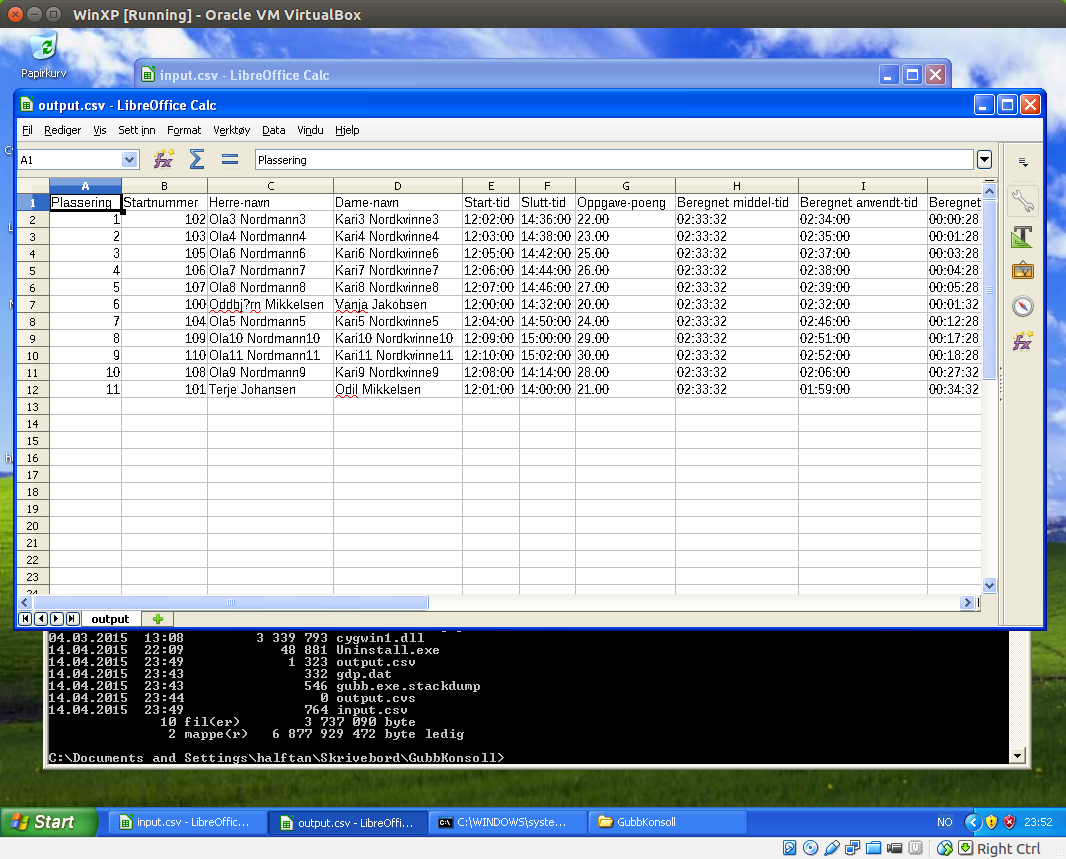 WinXP [Running] - Oracle VM VirtualBox
Papirkurv
input.csv - LibreOffice Calc
output.csv - LibreOffice Calc
Fil Rediger Vis Sett inn Format Verktøy Data Vindu Hjelp
A1 Plassering
A B C D E F G H I
1 Plassering Startnummer Herre-navn Dame-navn Start-tid Slutt-tid Oppgave-poeng Beregnet middel-tid Beregnet anvendt-tid Beregnet
2 1 102 Ola3 Nordmann3 Kari3 Nordkvinne3 12:02:00 14:36:00 22.00 02:33:32 02:34:00 00:00:28
3 2 103 Ola4 Nordmann4 Kari4 Nordkvinne4 12:03:00 14:38:00 23.00 02:33:32 02:35:00 00:01:28
4 3 105 Ola6 Nordmann6 Kari6 Nordkvinne6 12:05:00 14:42:00 25.00 02:33:32 02:37:00 00:03:28
5 4 106 Ola7 Nordmann7 Kari7 Nordkvinne7 12:06:00 14:44:00 26.00 02:33:32 02:38:00 00:04:28
6 5 107 Ola8 Nordmann8 Kari8 Nordkvinne8 12:07:00 14:46:00 27.00 02:33:32 02:39:00 00:05:28
7 6 100 Oddbj?rn Mikkelsen Vanja Jakobsen 12:00:00 14:32:00 20.00 02:33:32 02:32:00 00:01:32
8 7 104 Ola5 Nordmann5 Kari5 Nordkvinne5 12:04:00 14:50:00 24.00 02:33:32 02:46:00 00:12:28
9 8 109 Ola10 Nordmann10 Kari10 Nordkvinne10 12:09:00 15:00:00 29.00 02:33:32 02:51:00 00:17:28
10 9 110 Ola11 Nordmann11 Kari11 Nordkvinne11 12:10:00 15:02:00 30.00 02:33:32 02:52:00 00:18:28
11 10 108 Ola9 Nordmann9 Kari9 Nordkvinne9 12:08:00 14:14:00 28.00 02:33:32 02:06:00 00:27:32
12 11 101 Terje Johansen Odil Mikkelsen 12:01:00 14:00:00 21.00 02:33:32 01:59:00 00:34:32
13
14
15
16
17
18
19
20
21
22
23
24
output
04.03.2015 13:08 3 339 793 cygwin1.dll
14.04.2015 22:09 48 881 Uninstall.exe
14.04.2015 23:49 1 323 output.csv
14.04.2015 23:43 332 gdp.dat
14.04.2015 23:43 546 gubb.exe.stackdump
14.04.2015 23:44 0 output.cvs
14.04.2015 23:49 764 input.csv
10 fil(er) 3 737 090 byte
2 mappe(r) 6 877 929 472 byte ledig
C:\Documents and Settings\halftan\Skrivebord\GubbKonsoll>
Start input.csv - LibreOffic... output.csv - LibreOffi... C:\WINDOWS\syste... GubbKonsoll NO 23:52
Right Ctrl